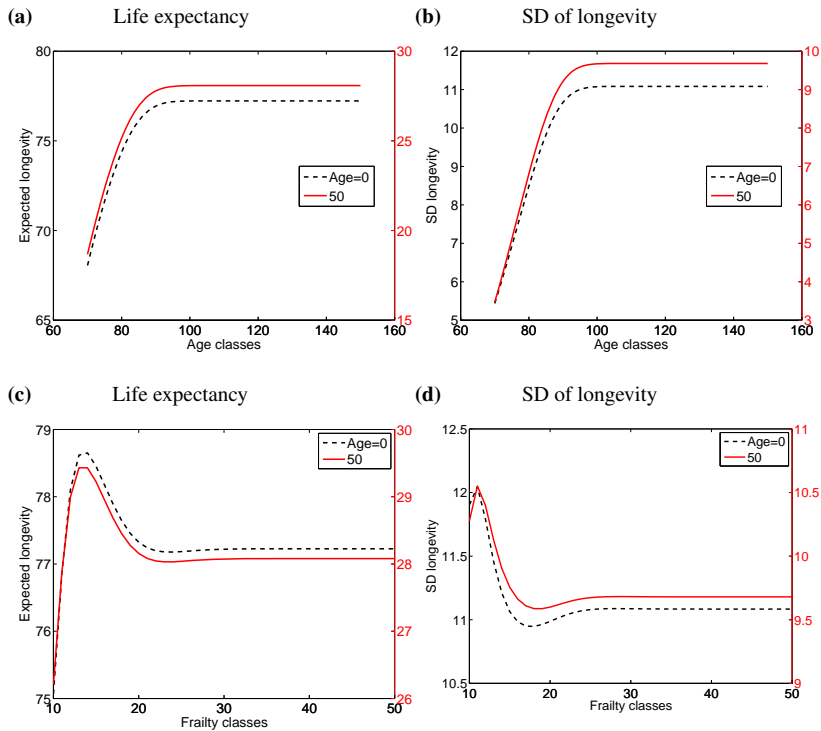 (a) Life expectancy
80
75
70
65
30
25
20
15
60 80 100 120 140 160
Expected longevity
Age classes
Age=0
50
(b) SD of longevity
12
11
10
9
8
7
6
5
10
9
8
7
6
5
4
3
60 80 100 120 140 160
SD longevity
Age classes
Age=0
50
(c) Life expectancy
79
78
77
76
75
30
29
28
27
26
10 20 30 40 50
Expected longevity
Frailty classes
Age=0
50
(d) SD of longevity
12.5
12
11.5
11
10.5
11
10.5
10
9.5
9
10 20 30 40 50
SD longevity
Frailty classes
Age=0
50